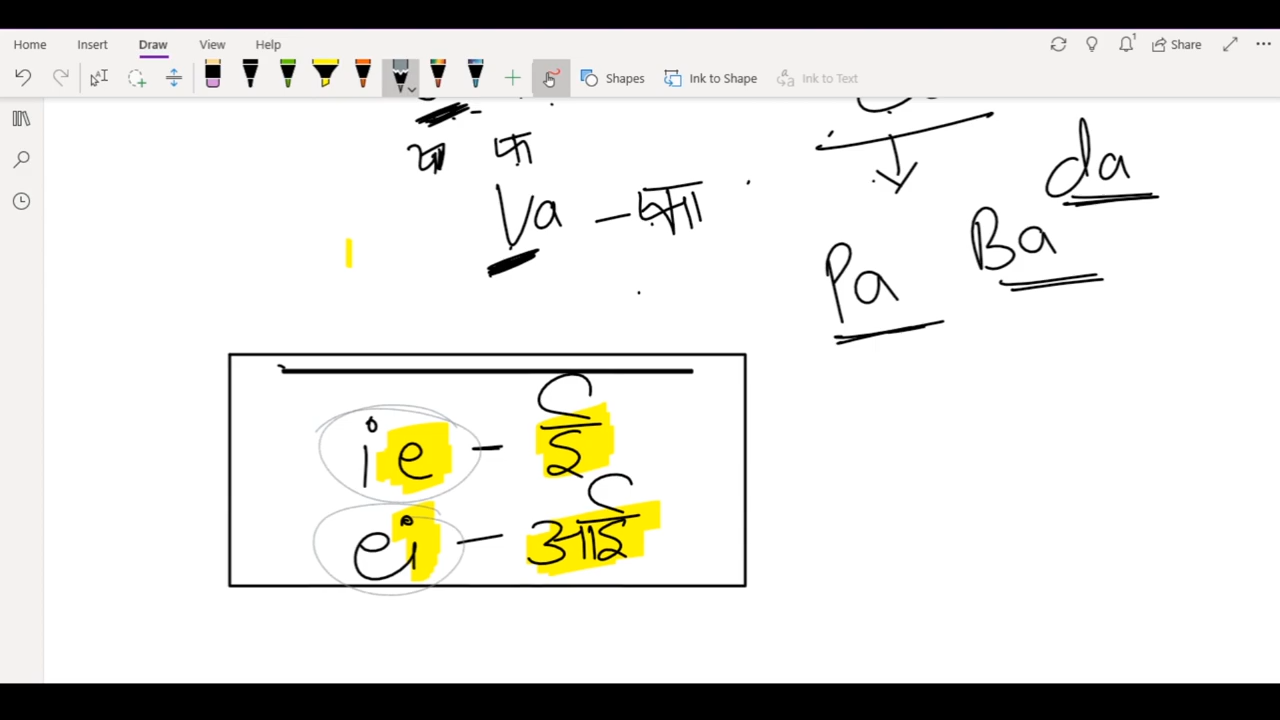 Home Insert Draw View Help
Share
Shapes Ink to Shape Ink to Text
da
Va –
Ba
Pa
ie – ई
ei – आई